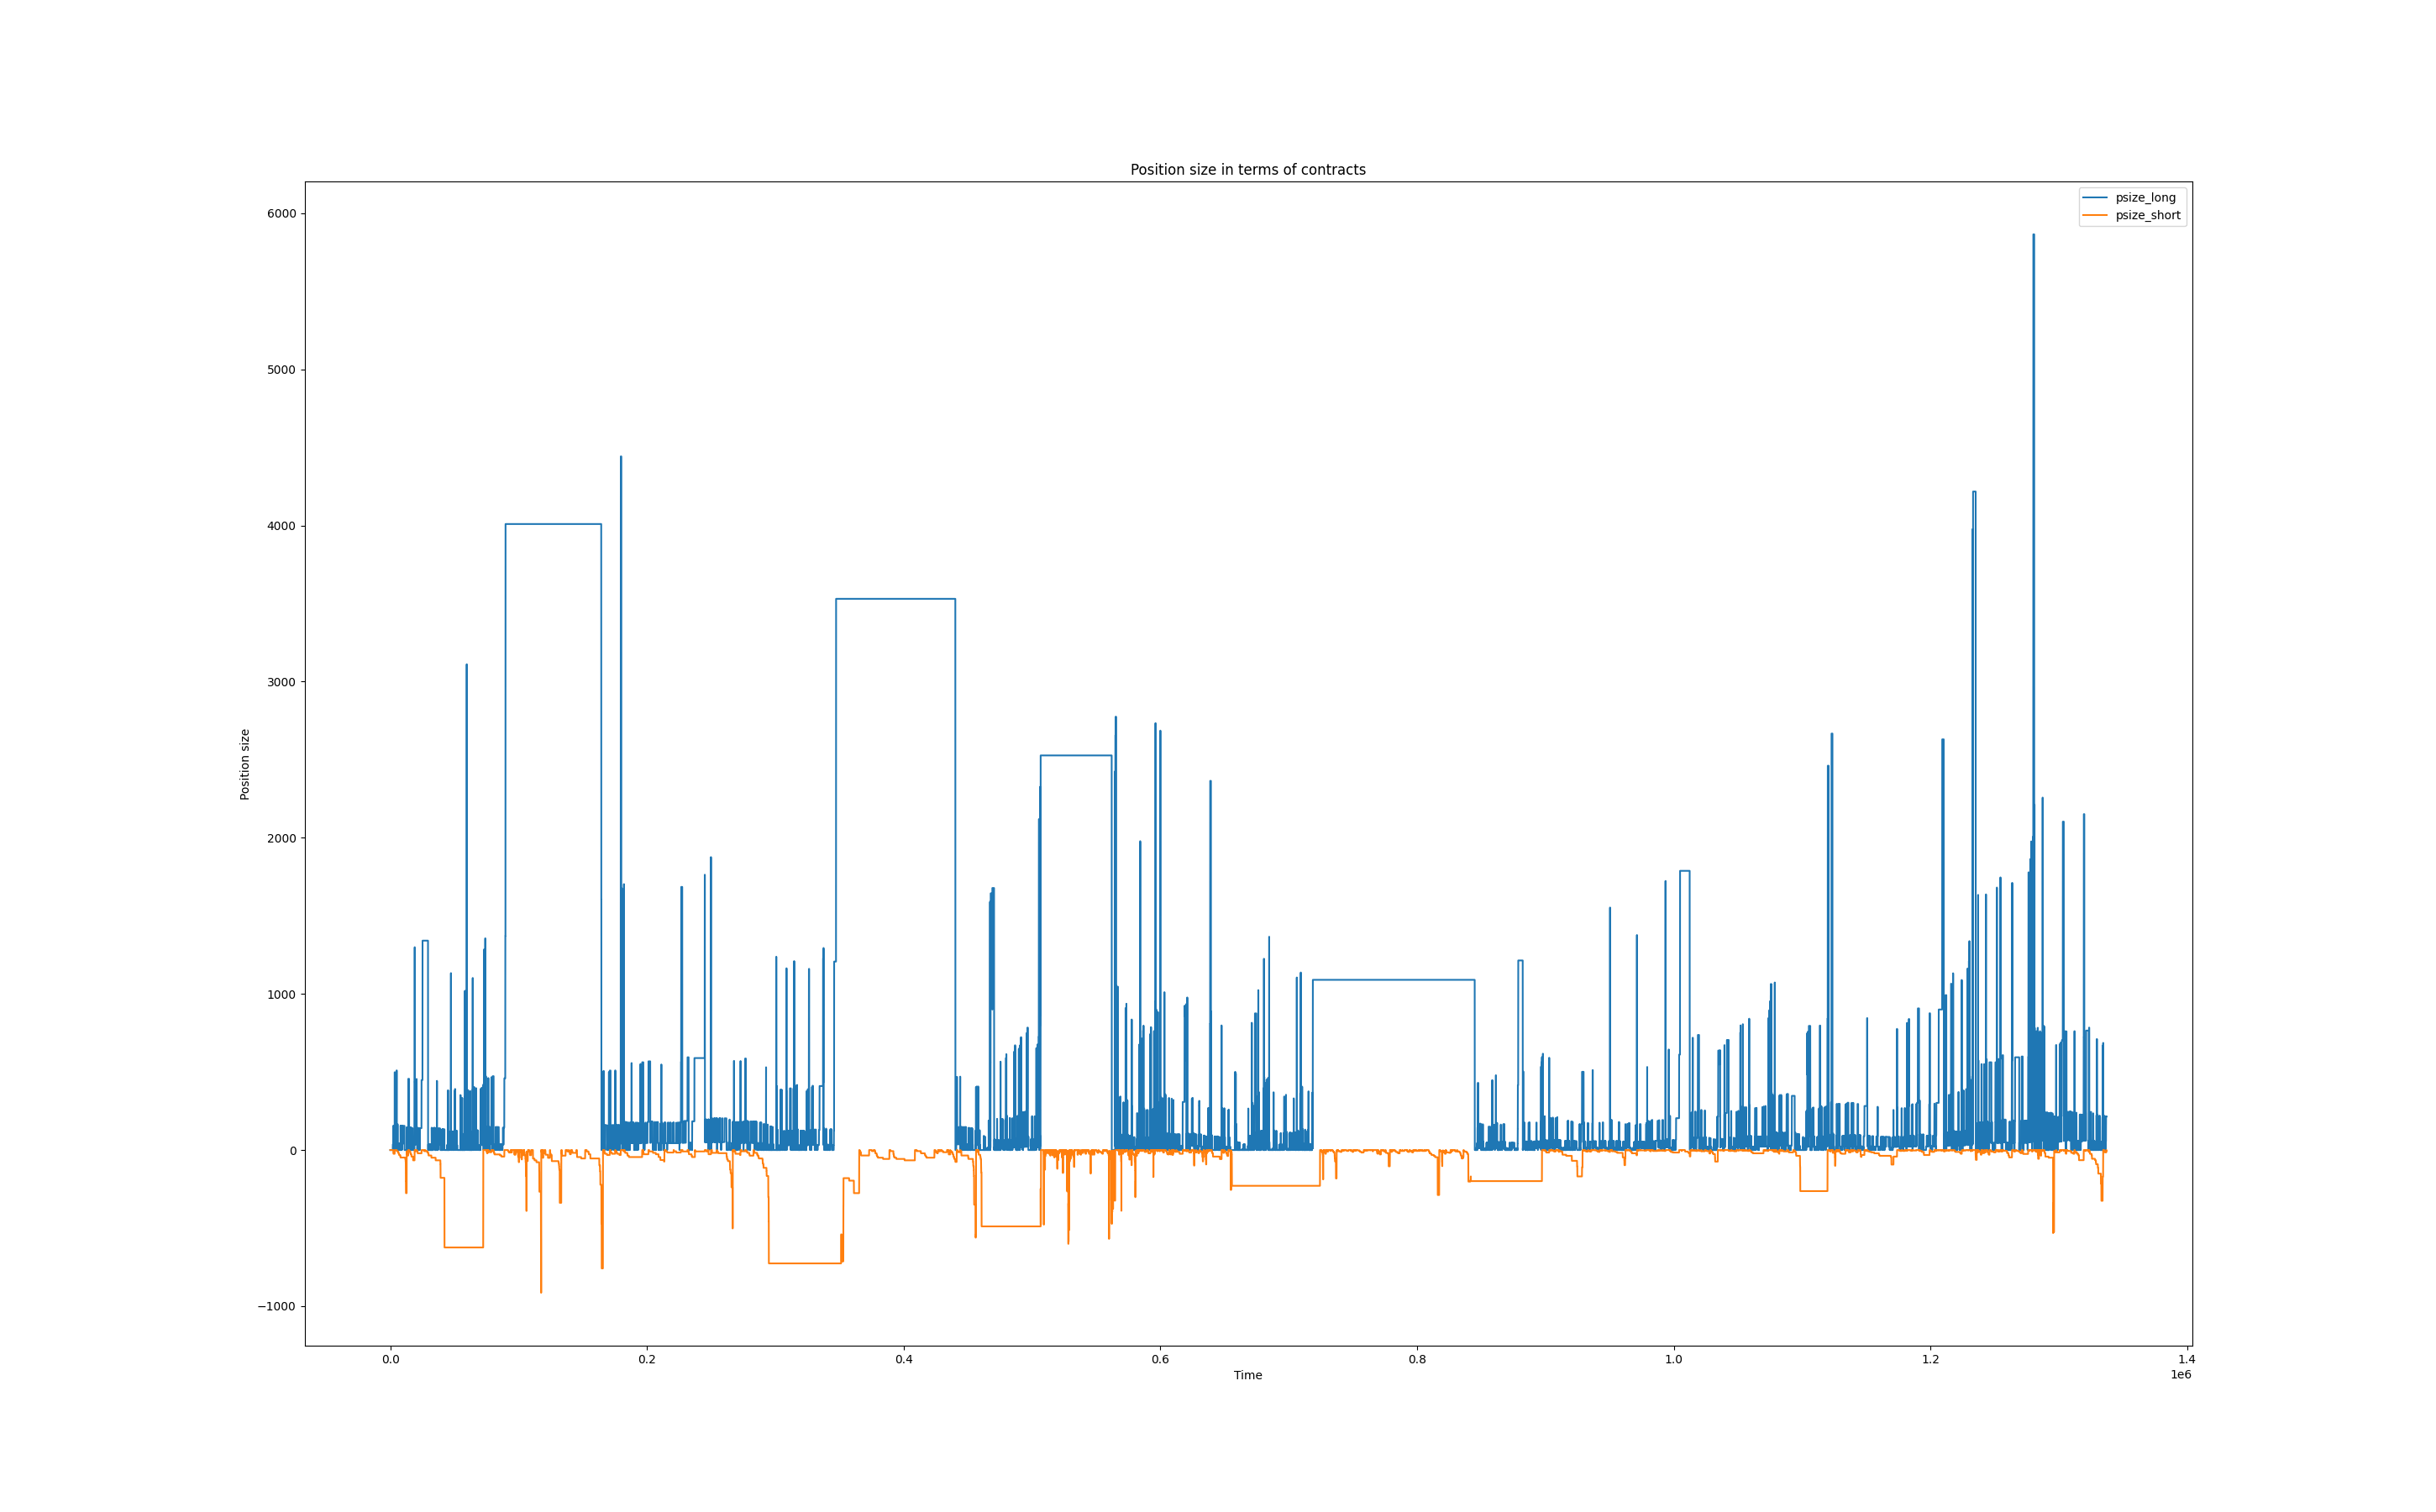 Position size in terms of contracts
psize_long
psize_short
6000
5000
4000
3000
2000
1000
0
−1000
Position size
0.0 0.2 0.4 0.6 0.8 1.0 1.2 1.4
Time
1e6